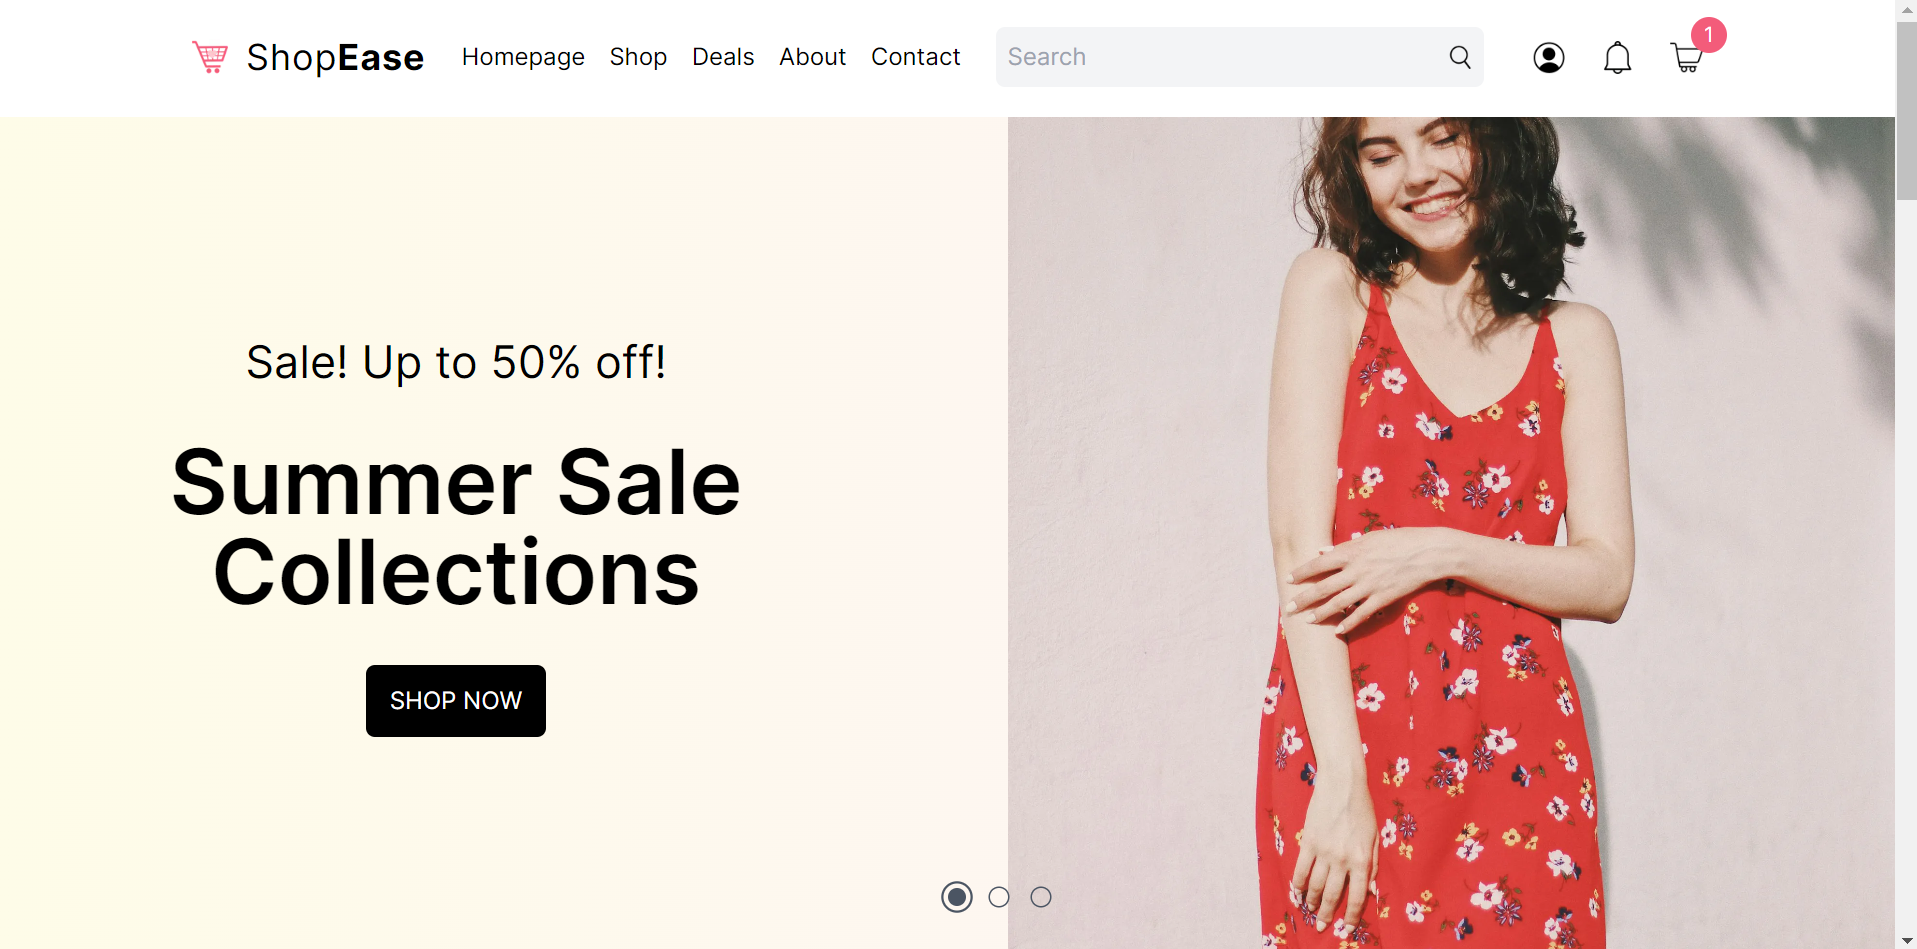 ShopEase Homepage Shop Deals About Contact Search 1
Sale! Up to 50% off!
Summer Sale
Collections
SHOP NOW